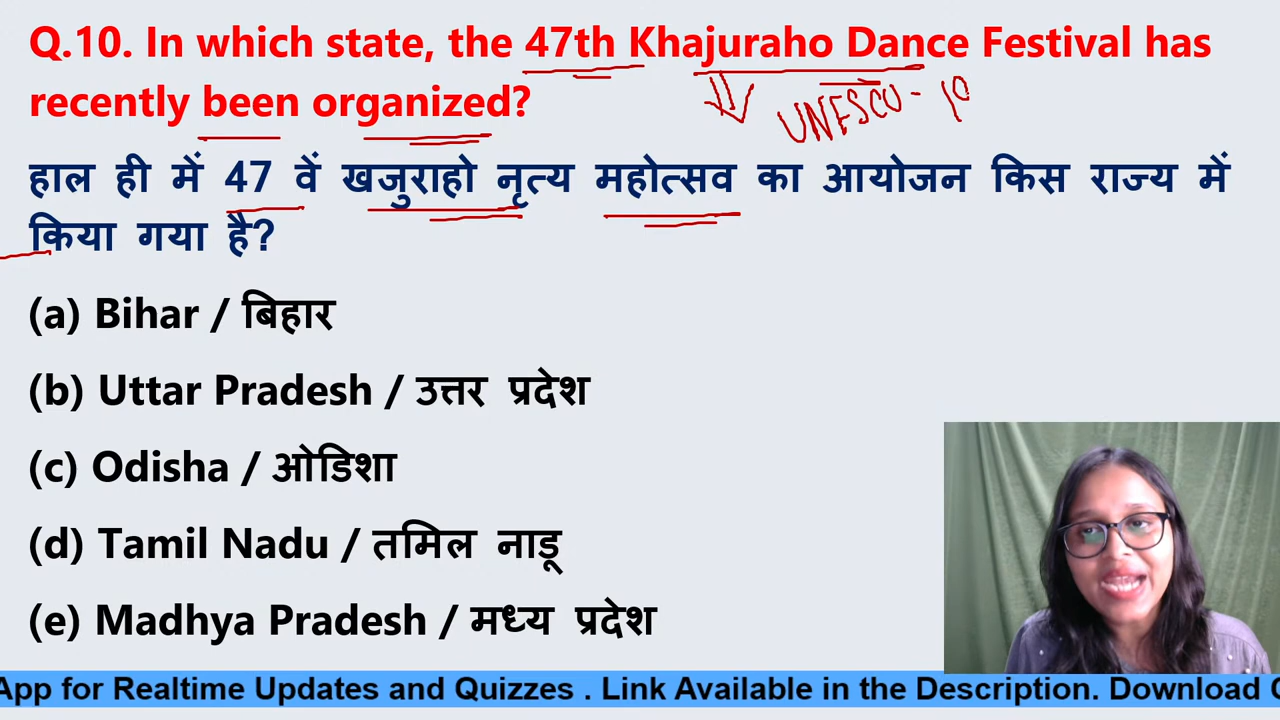 Q.10. In which state, the 47th Khajuraho Dance Festival has
recently been organized?
UNESCO - 19
हाल ही में 47 वें खजुराहो नृत्य महोत्सव का आयोजन किस राज्य में
किया गया है?
(a) Bihar / बिहार
(b) Uttar Pradesh / उत्तर प्रदेश
(c) Odisha / ओडिशा
(d) Tamil Nadu / तमिल नाडू
(e) Madhya Pradesh / मध्य प्रदेश
App for Realtime Updates and Quizzes . Link Available in the Description. Download